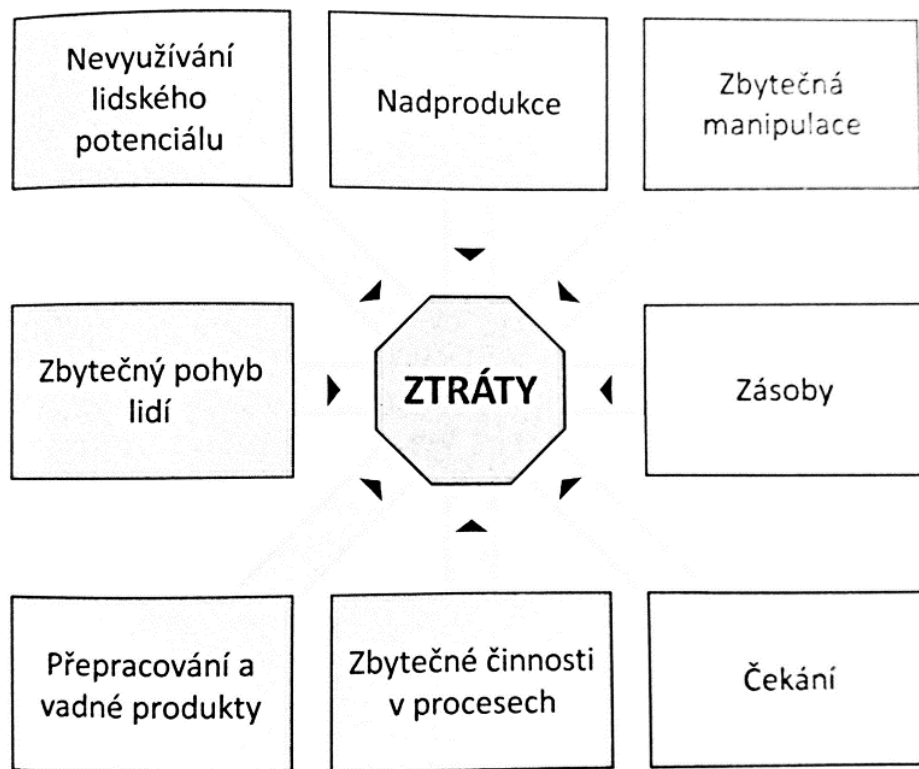 Nevyužívání
lidského
potenciálu
Nadprodukce
Zbytečná
manipulace
Zbytečný pohyb
lidí
ZTRÁTY
Zásoby
Přepracování a
vadné produkty
Zbytečné činnosti
v procesech
Čekání